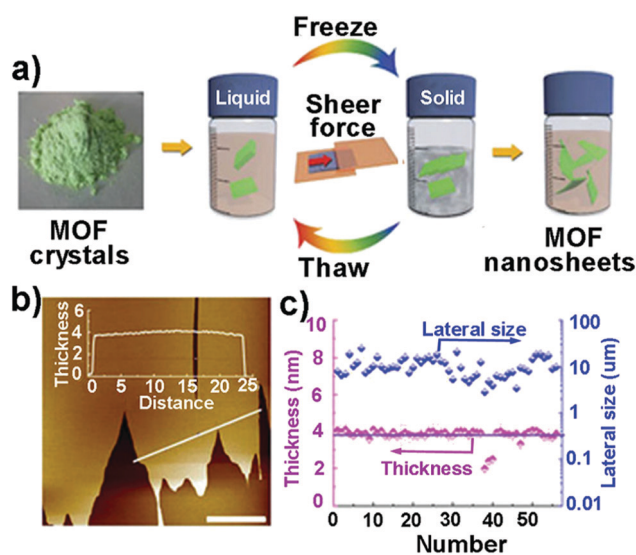 a)
Freeze
Liquid
Sheer
force
Solid
Thaw
MOF
crystals
MOF
nanosheets
b)
Thickness
6
4
2
0
0 5 10 15 20 25
Distance
c)
Thickness (nm)
10
8
6
4
2
0
Lateral size
Thickness
0 10 20 30 40 50
Number
100
10
1
0.1
0.01
Lateral size (um)